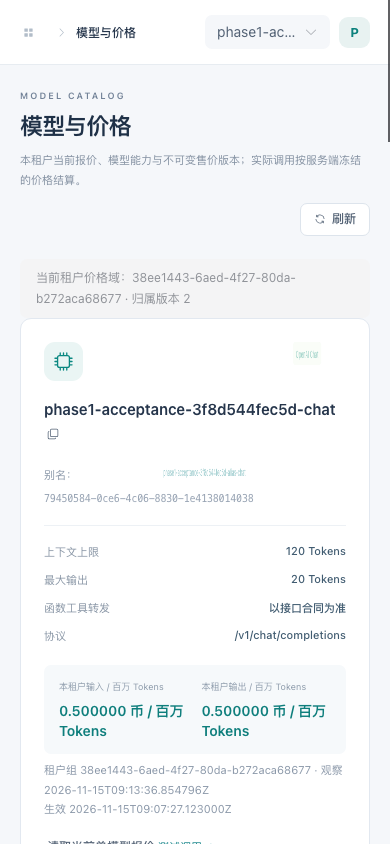 模型与价格
phase1-ac...
P
MODEL CATALOG
模型与价格
本租户当前报价、模型能力与不可变售价版本；实际调用按服务端冻结
的价格结算。
刷新
当前租户价格域：38ee1443-6aed-4f27-80da-
b272aca68677 · 归属版本 2
phase1-acceptance-3f8d544fec5d-chat
别名：
79450584-0ce6-4c06-8830-1e4138014038
上下文上限 120 Tokens
最大输出 20 Tokens
函数工具转发 以接口合同为准
协议 /v1/chat/completions
本租户输入 / 百万 Tokens 本租户输出 / 百万 Tokens
0.500000 币 / 百万 0.500000 币 / 百万
Tokens Tokens
租户组 38ee1443-6aed-4f27-80da-b272aca68677 · 观察
2026-11-15T09:13:36.854796Z
生效 2026-11-15T09:07:27.123000Z